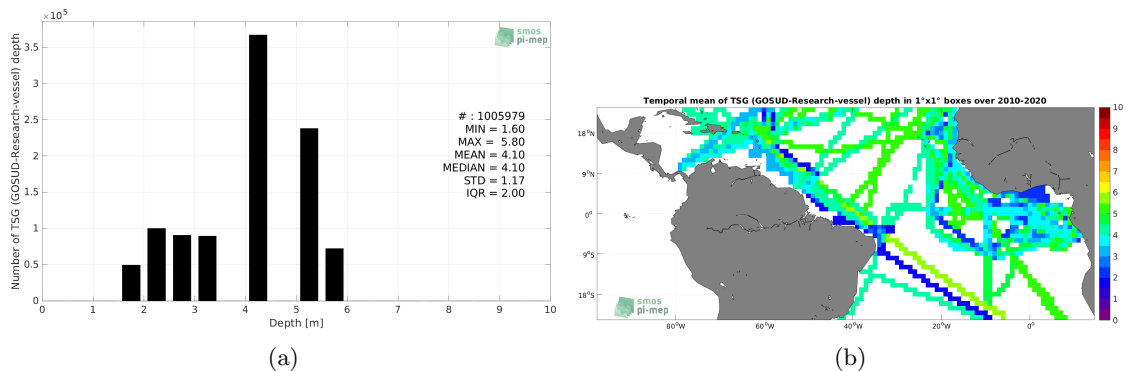 ×10⁵
smos
pi-mep
3.5
3
2.5
2
1.5
1
0.5
0
Number of TSG (GOSUD-Research-vessel) depth
# : 1005979
MIN = 1.60
MAX = 5.80
MEAN = 4.10
MEDIAN = 4.10
STD = 1.17
IQR = 2.00
0 1 2 3 4 5 6 7 8 9 10
Depth [m]
(a)
Temporal mean of TSG (GOSUD-Research-vessel) depth in 1°x1° boxes over 2010-2020
18°N
9°N
0°
9°S
18°S
80°W 60°W 40°W 20°W 0°
smos
pi-mep
10
9
8
7
6
5
4
3
2
1
0
(b)